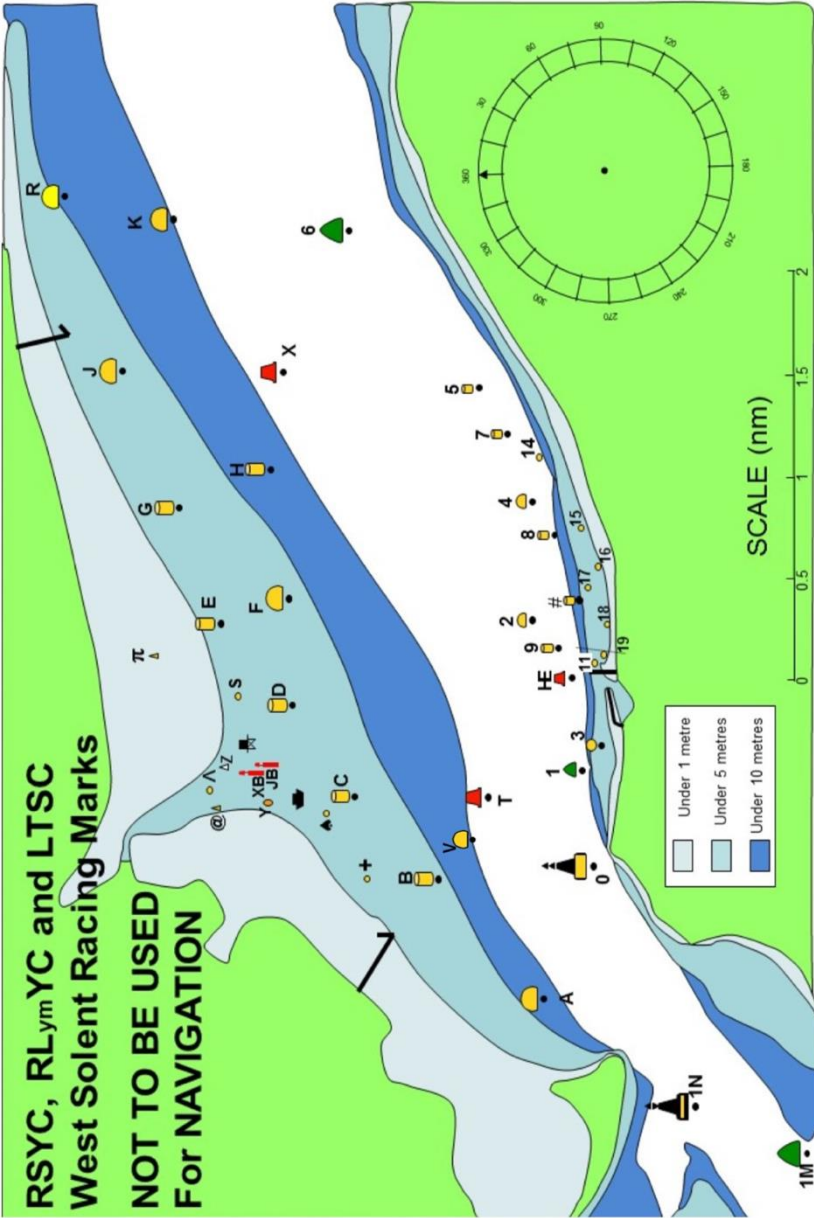 RSYC, RLymYC and LTSC
West Solent Racing Marks
NOT TO BE USED
For NAVIGATION
R
K
6
J
X
G
H
5
7
14
4
8
15
16
17
#
18
19
2
9
11
HE
E
F
π
S
D
Z
XB
JB
Λ
@
Y
C
♠
+
B
V
T
3
1
0
A
1N
1M
360
30
60
90
120
150
180
210
240
270
300
330
SCALE (nm)
0
0.5
1
1.5
2
Under 1 metre
Under 5 metres
Under 10 metres